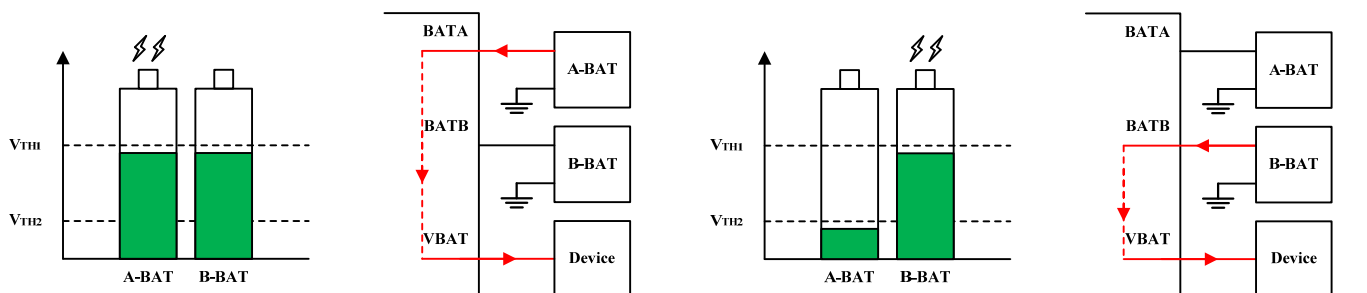 VTH1
VTH2
A-BAT B-BAT
BATA
A-BAT
BATB
B-BAT
VBAT
Device
VTH1
VTH2
A-BAT B-BAT
BATA
A-BAT
BATB
B-BAT
VBAT
Device